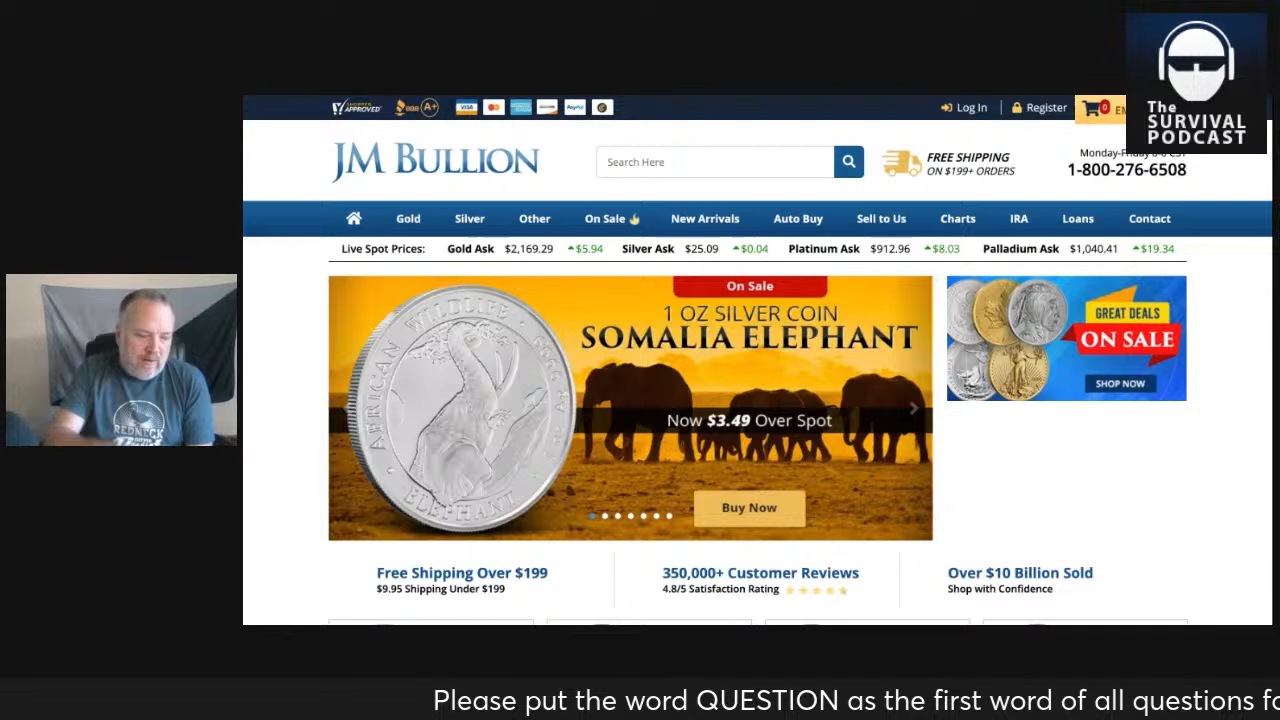 The
SURVIVAL
PODCAST
SHOPPER
APPROVED
BBB A+
VISA PayPal
Log In Register 0
JM BULLION
Search Here
FREE SHIPPING
ON $199+ ORDERS
1-800-276-6508
Gold Silver Other On Sale New Arrivals Auto Buy Sell to Us Charts IRA Loans Contact
Live Spot Prices: Gold Ask $2,169.29 $5.94 Silver Ask $25.09 $0.04 Platinum Ask $912.96 $8.03 Palladium Ask $1,040.41 $19.34
On Sale
1 OZ SILVER COIN
SOMALIA ELEPHANT
Now $3.49 Over Spot
Buy Now
AFRICAN WILDLIFE
ELEPHANT
GREAT DEALS
ON SALE
SHOP NOW
REDNECK
Free Shipping Over $199
$9.95 Shipping Under $199
350,000+ Customer Reviews
4.8/5 Satisfaction Rating
Over $10 Billion Sold
Shop with Confidence
Please put the word QUESTION as the first word of all questions